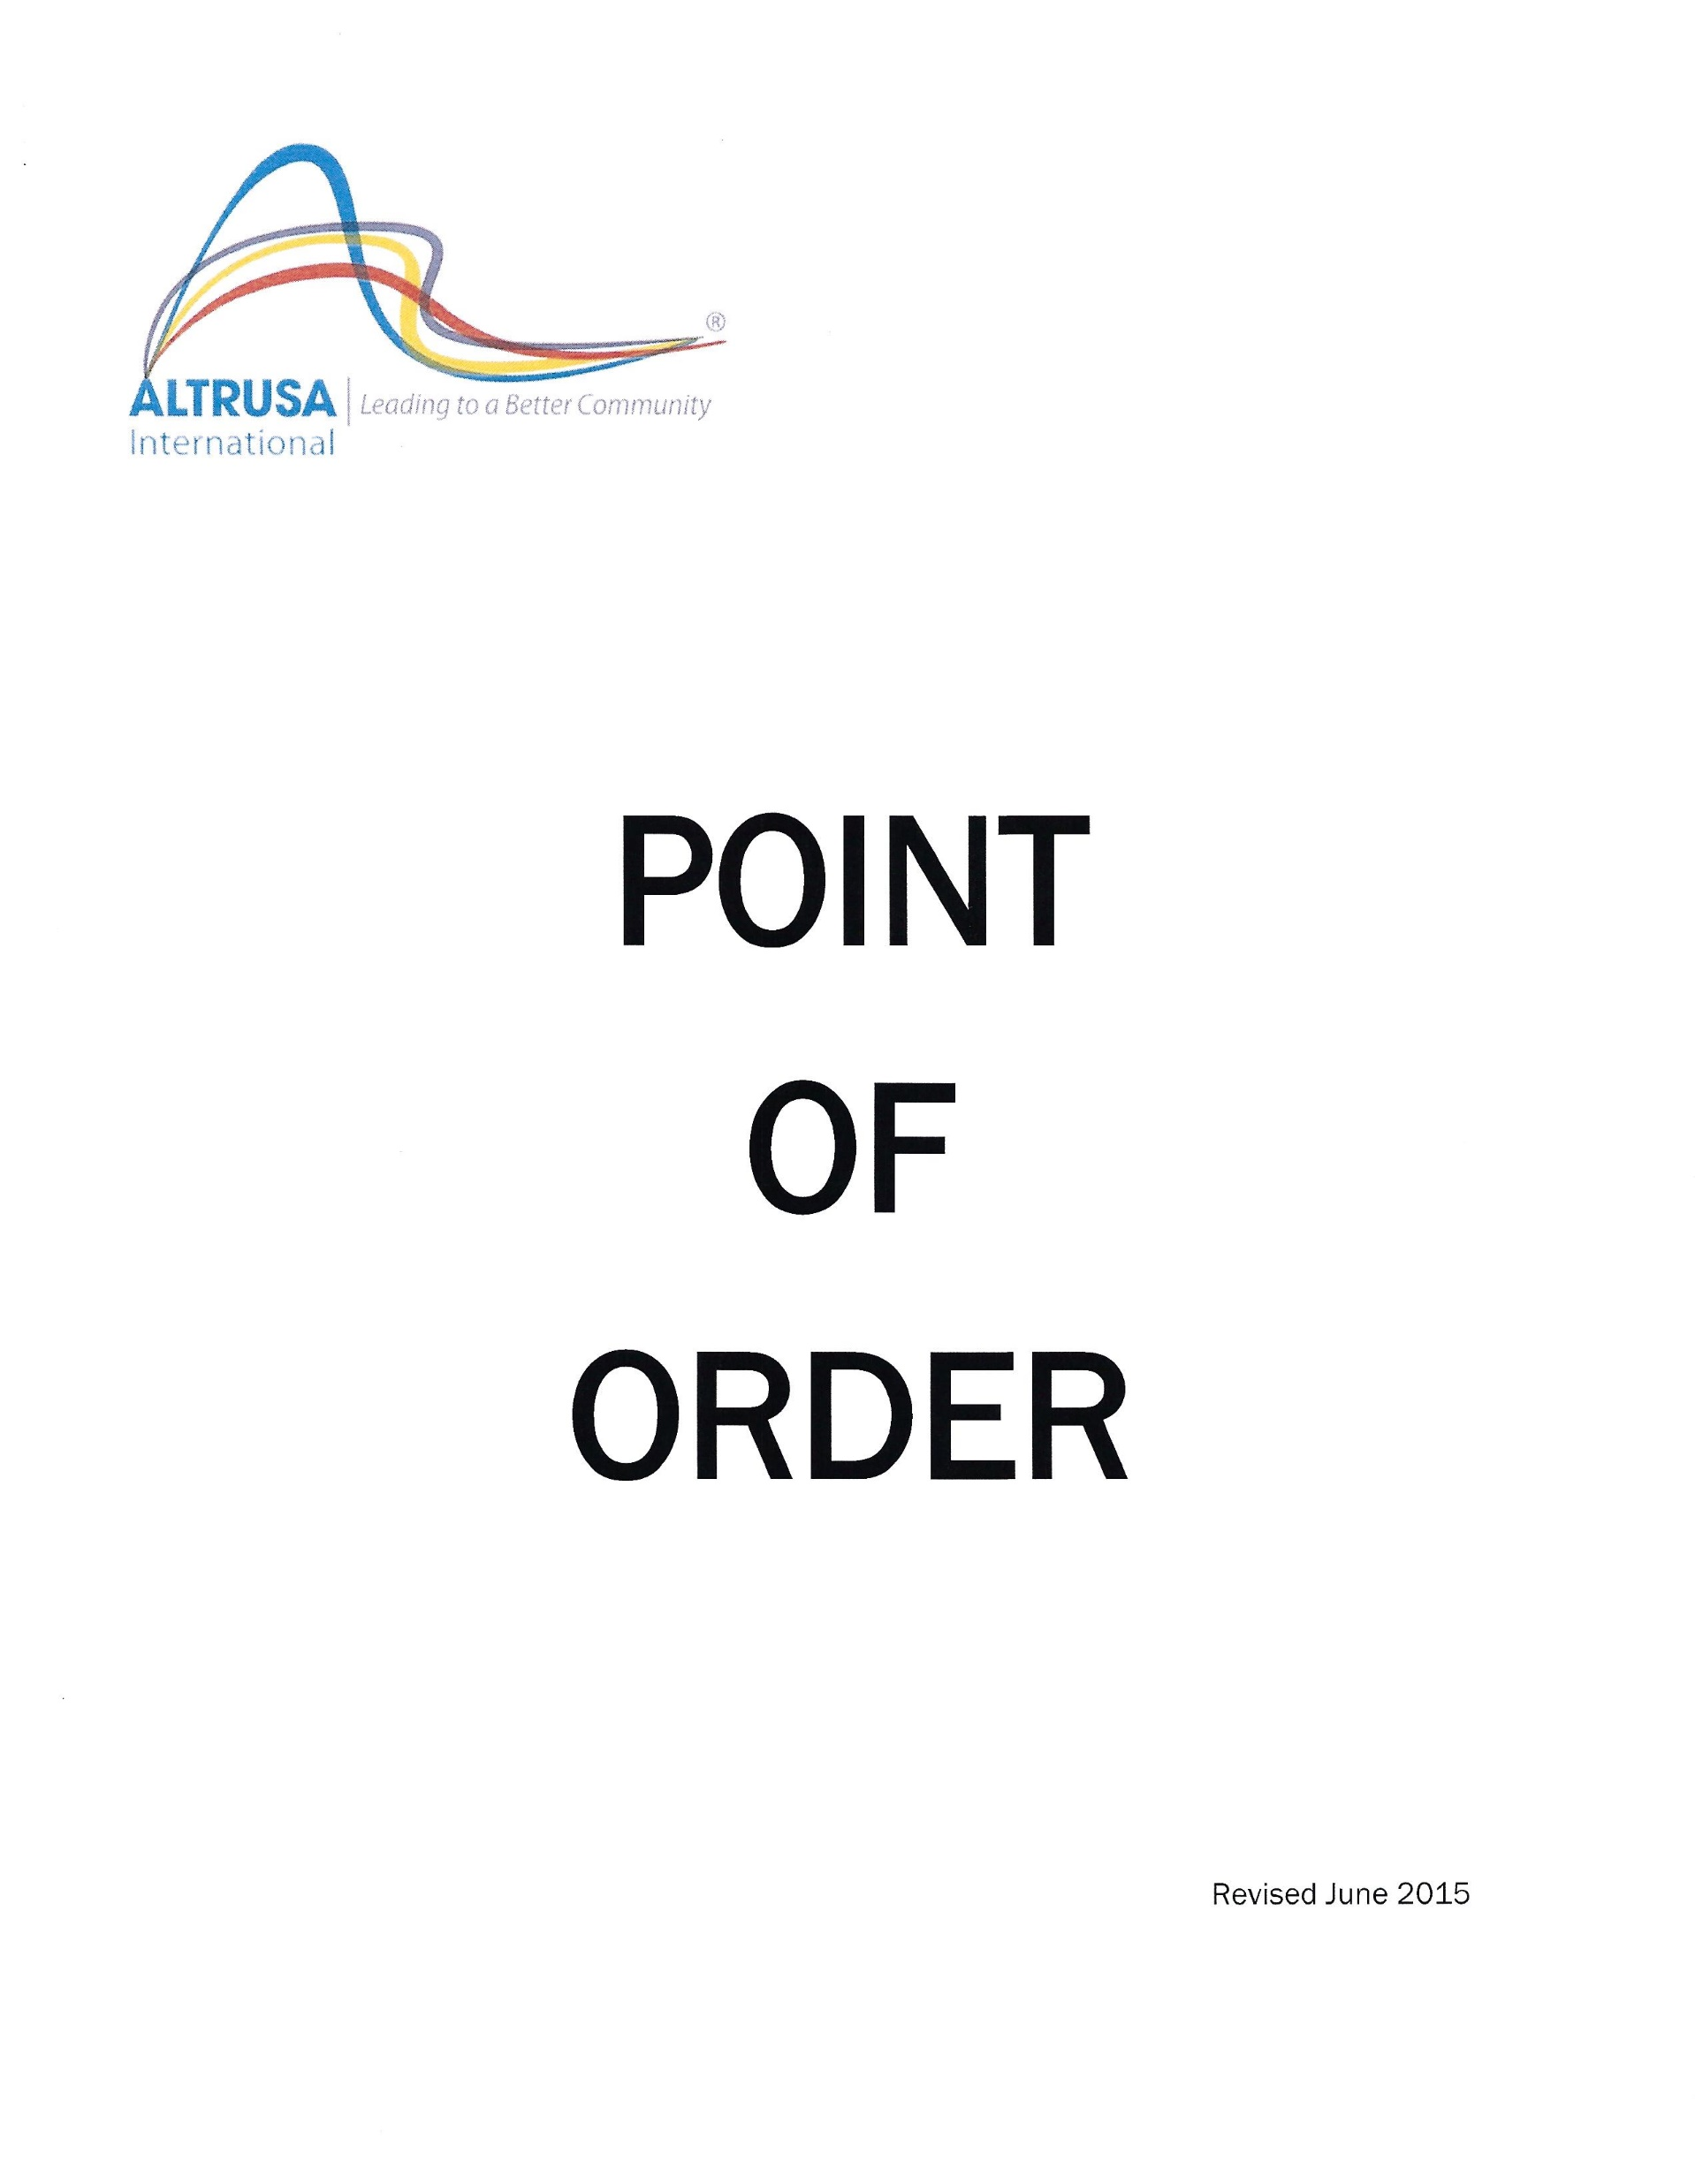 ®
ALTRUSA | Leading to a Better Community
International
POINT
OF
ORDER
Revised June 2015